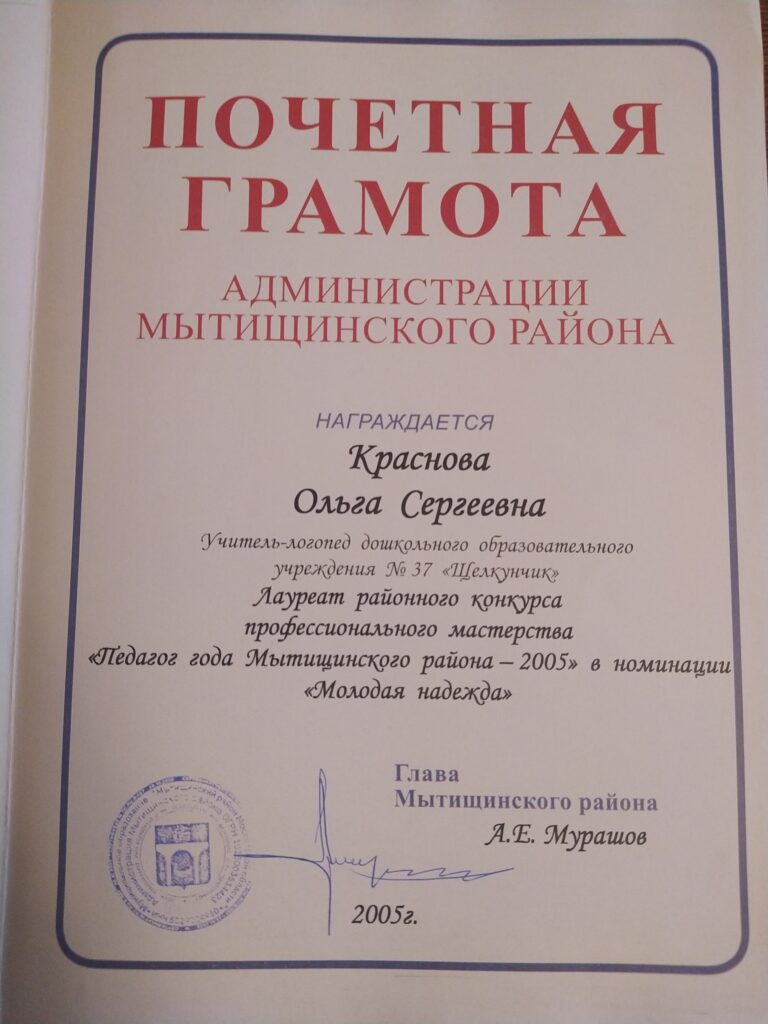 ПОЧЕТНАЯ
ГРАМОТА
АДМИНИСТРАЦИИ
МЫТИЩИНСКОГО РАЙОНА
НАГРАЖДАЕТСЯ
Краснова
Ольга Сергеевна
Учитель-логопед дошкольного образовательного
учреждения № 37 «Щелкунчик»
Лауреат районного конкурса
профессионального мастерства
«Педагог года Мытищинского района – 2005» в номинации
«Молодая надежда»
Глава
Мытищинского района
А.Е. Мурашов
2005г.